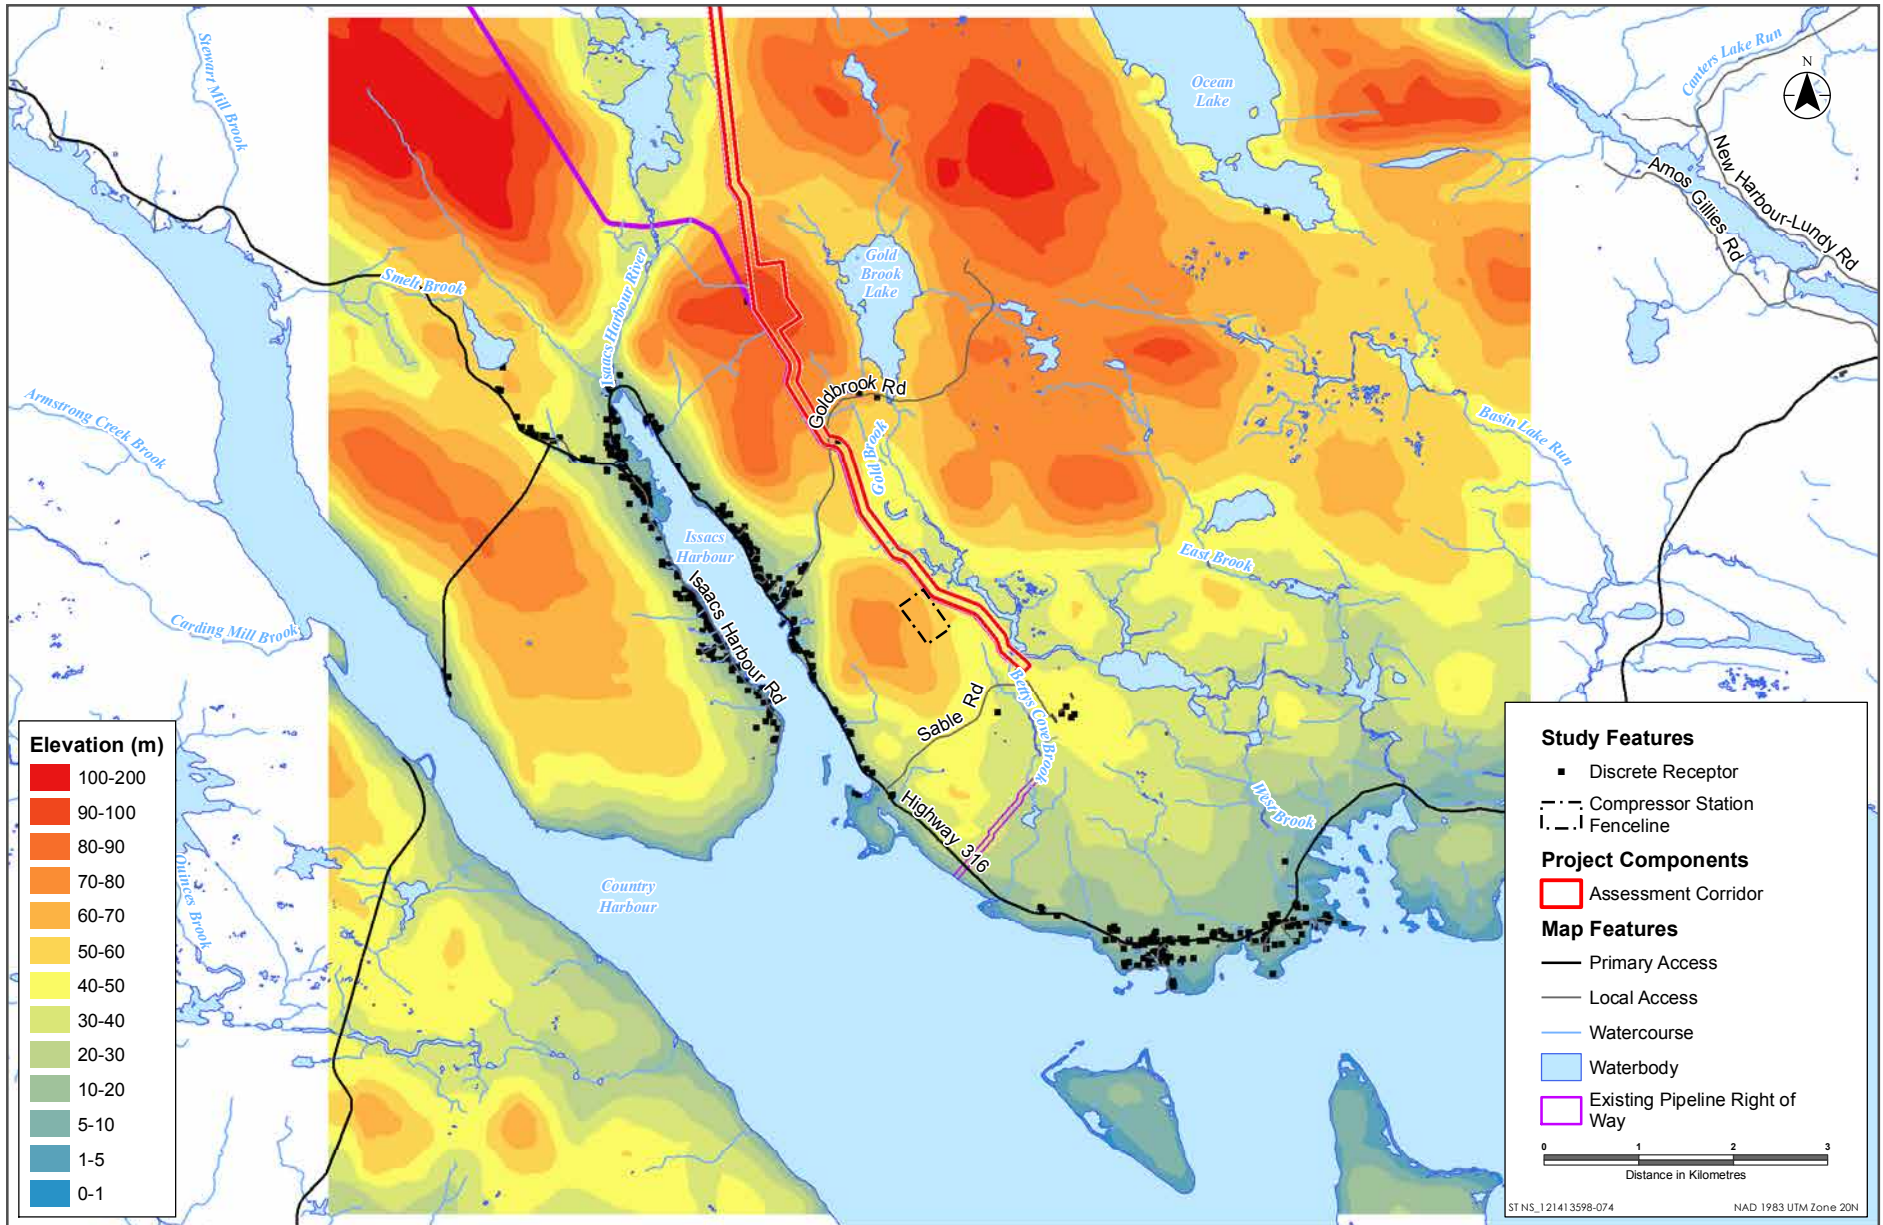 Stewart Mill Brook
Ocean
Lake
Canters Lake Run
N
New Harbour-Lundy Rd
Amos Gillies Rd
Gold
Brook
Lake
Smelt Brook
Isaacs Harbour River
Goldbrook Rd
Gold Brook
Armstrong Creek Brook
Basin Lake Run
Issacs
Harbour
East Brook
Isaacs Harbour Rd
Carding Mill Brook
Sable Rd
Bettys Cove Brook
Highway 316
West Brook
Country
Harbour
Quinces Brook
Elevation (m)
100-200
90-100
80-90
70-80
60-70
50-60
40-50
30-40
20-30
10-20
5-10
1-5
0-1
Study Features
Discrete Receptor
Compressor Station
Fenceline
Project Components
Assessment Corridor
Map Features
Primary Access
Local Access
Watercourse
Waterbody
Existing Pipeline Right of
Way
0 1 2 3
Distance in Kilometres
ST NS_121413598-074 NAD 1983 UTM Zone 20N